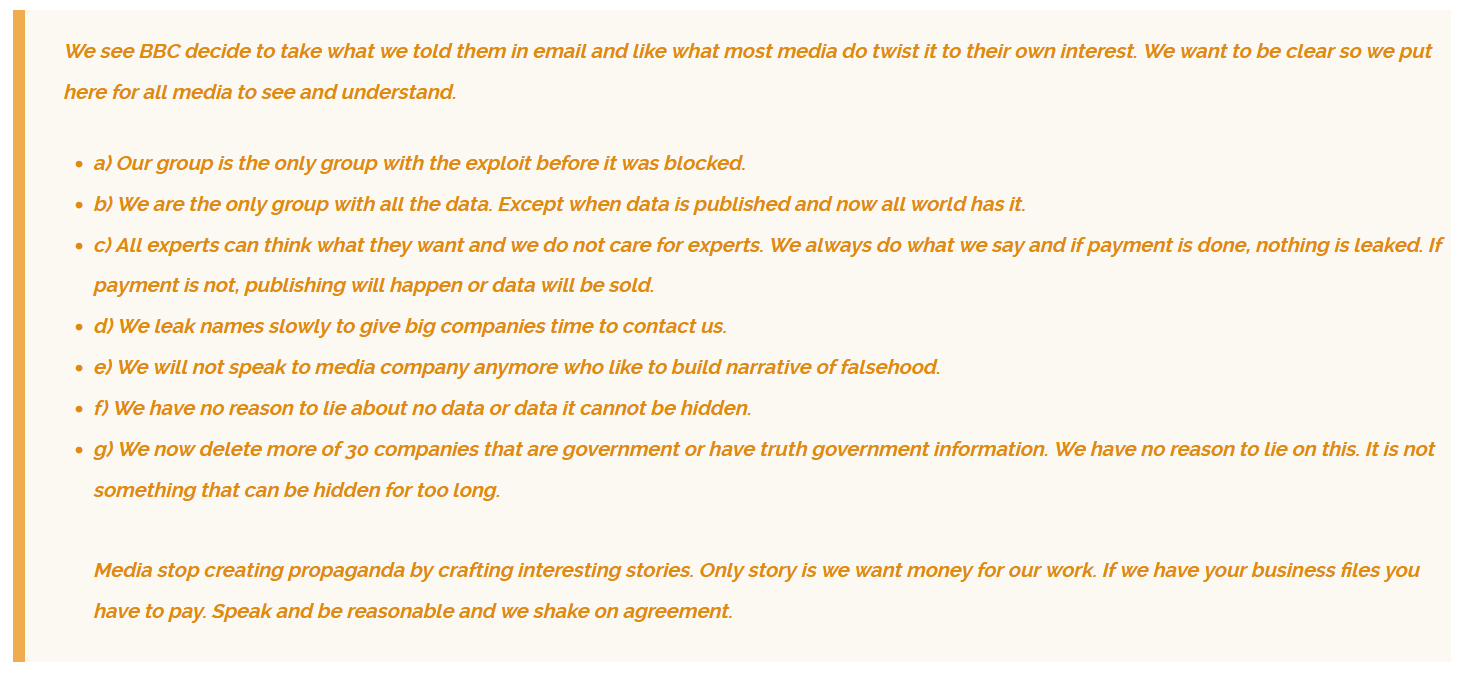 We see BBC decide to take what we told them in email and like what most media do twist it to their own interest. We want to be clear so we put
here for all media to see and understand.
• a) Our group is the only group with the exploit before it was blocked.
• b) We are the only group with all the data. Except when data is published and now all world has it.
• c) All experts can think what they want and we do not care for experts. We always do what we say and if payment is done, nothing is leaked. If
payment is not, publishing will happen or data will be sold.
• d) We leak names slowly to give big companies time to contact us.
• e) We will not speak to media company anymore who like to build narrative of falsehood.
• f) We have no reason to lie about no data or data it cannot be hidden.
• g) We now delete more of 30 companies that are government or have truth government information. We have no reason to lie on this. It is not
something that can be hidden for too long.
Media stop creating propaganda by crafting interesting stories. Only story is we want money for our work. If we have your business files you
have to pay. Speak and be reasonable and we shake on agreement.